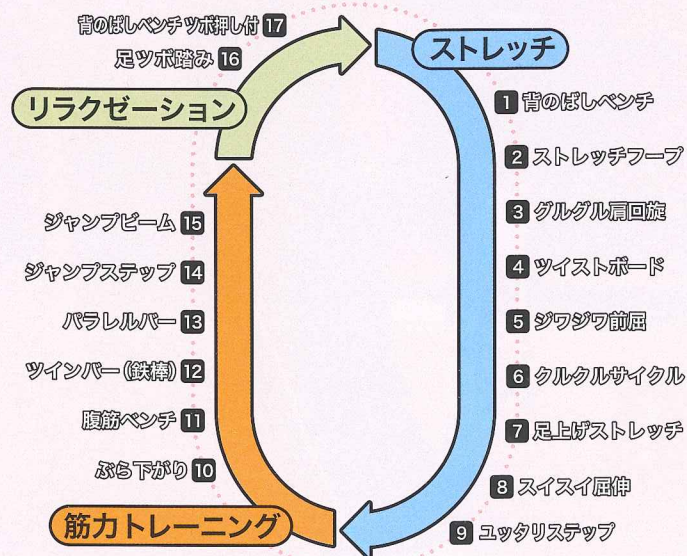 ストレッチ
1 背のばしベンチ
2 ストレッチフープ
3 グルグル肩回旋
4 ツイストボード
5 ジワジワ前屈
6 クルクルサイクル
7 足上げストレッチ
8 スイスイ屈伸
9 ユッタリステップ
筋力トレーニング
ぶら下がり 10
腹筋ベンチ 11
ツインバー(鉄棒) 12
パラレルバー 13
ジャンプステップ 14
ジャンプビーム 15
リラクゼーション
足ツボ踏み 16
背のばしベンチツボ押し付 17